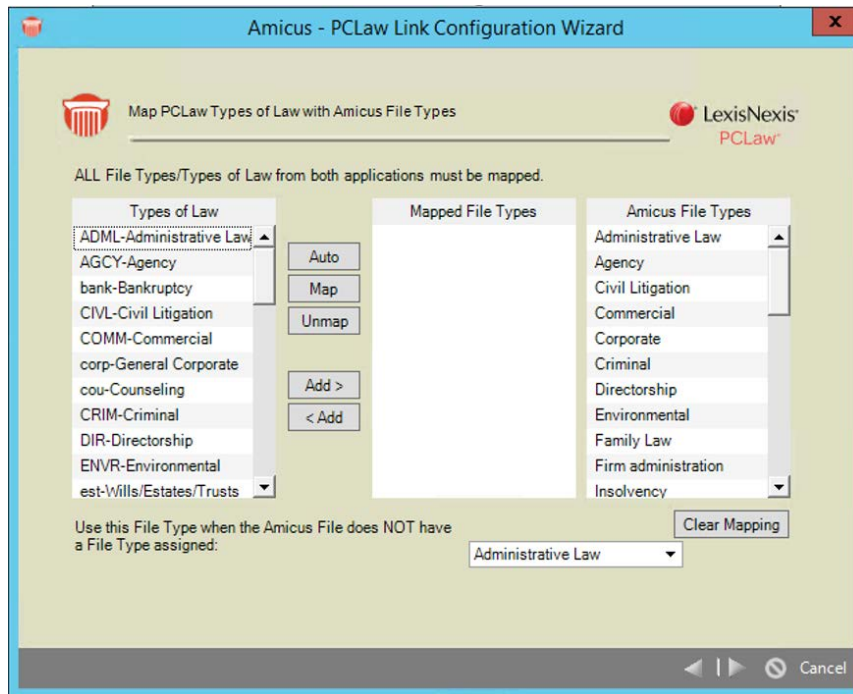 Amicus - PCLaw Link Configuration Wizard
x
Map PCLaw Types of Law with Amicus File Types
LexisNexis
PCLaw
ALL File Types/Types of Law from both applications must be mapped.
Types of Law
ADML-Administrative Law
AGCY-Agency
bank-Bankruptcy
CIVL-Civil Litigation
COMM-Commercial
corp-General Corporate
cou-Counseling
CRIM-Criminal
DIR-Directorship
ENVR-Environmental
est-Wills/Estates/Trusts
Auto
Map
Unmap
Add >
< Add
Mapped File Types
Amicus File Types
Administrative Law
Agency
Civil Litigation
Commercial
Corporate
Criminal
Directorship
Environmental
Family Law
Firm administration
Insolvency
Clear Mapping
Use this File Type when the Amicus File does NOT have
a File Type assigned:
Administrative Law
Cancel